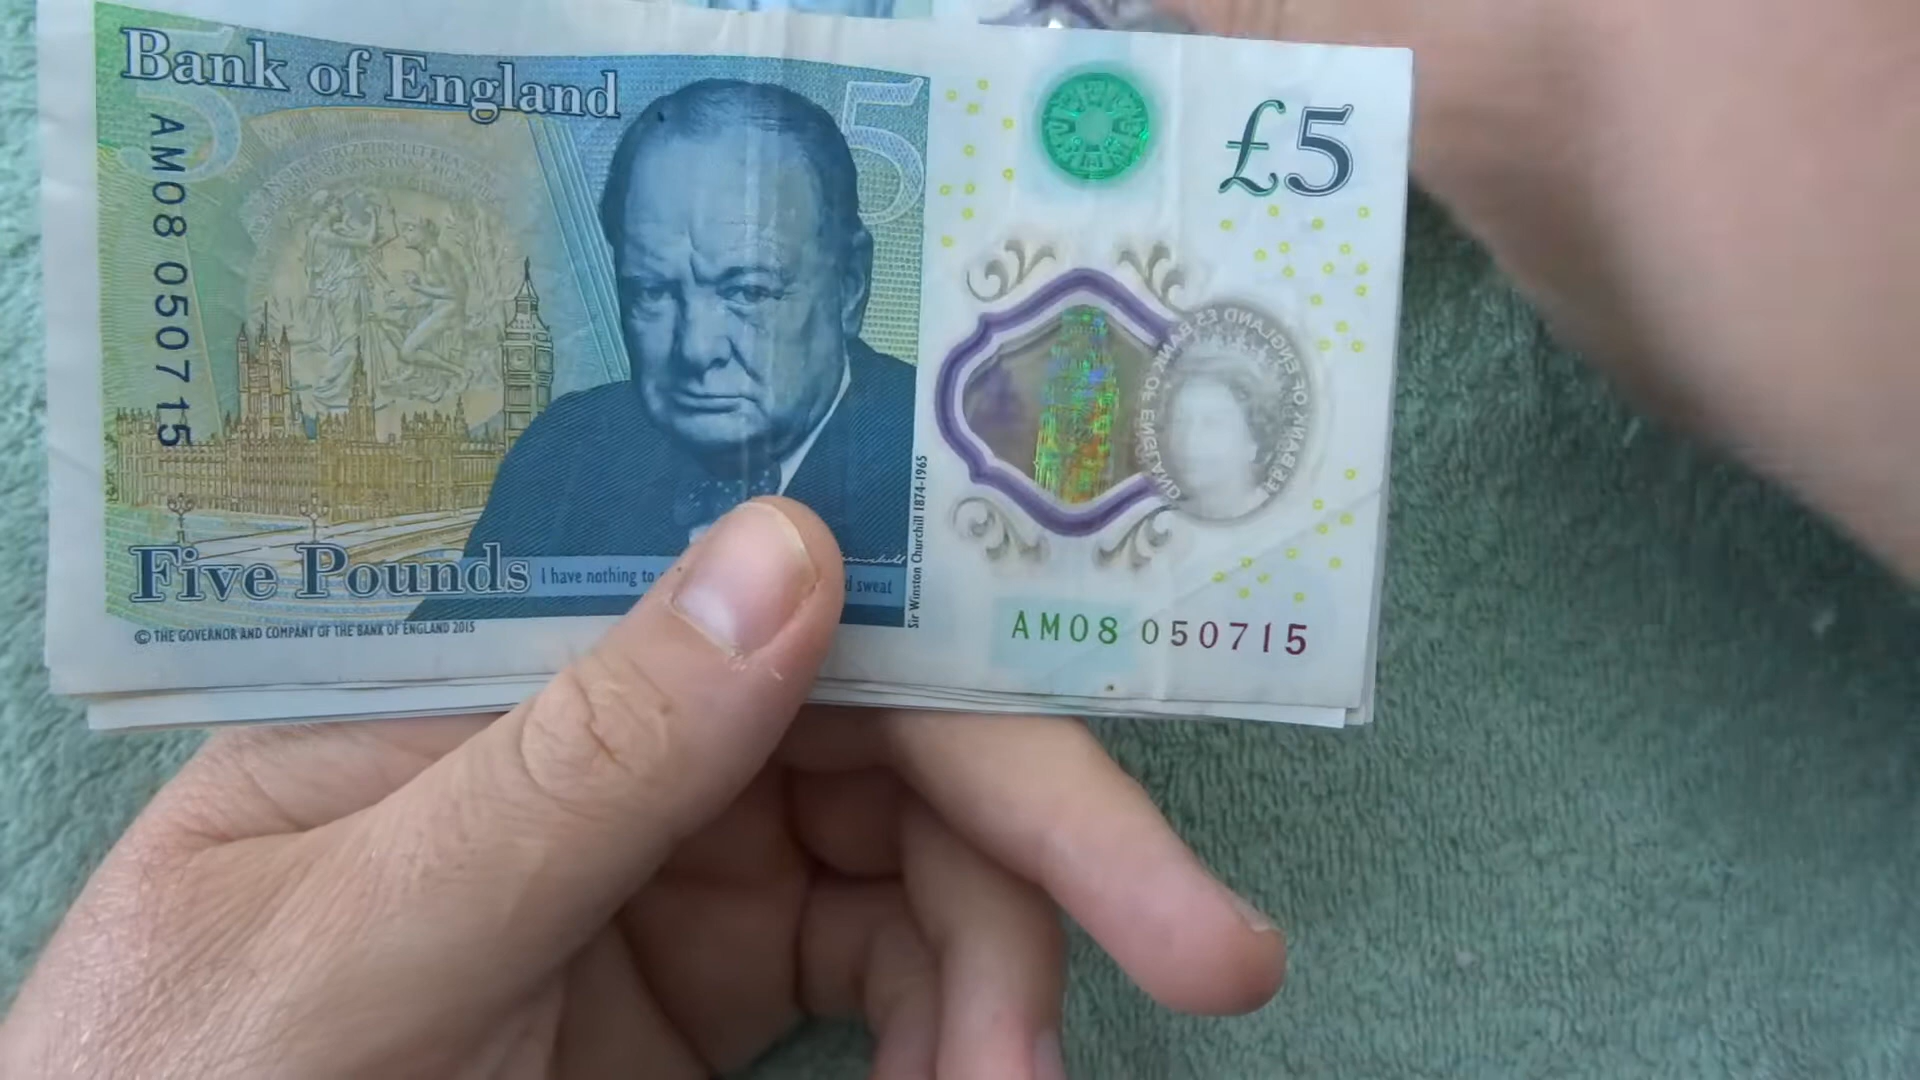 Bank of England
AM08 050715
Five Pounds
I have nothing to
d sweat
© THE GOVERNOR AND COMPANY OF THE BANK OF ENGLAND 2015
Sir Winston Churchill 1874-1965
5
£5
AM08 050715